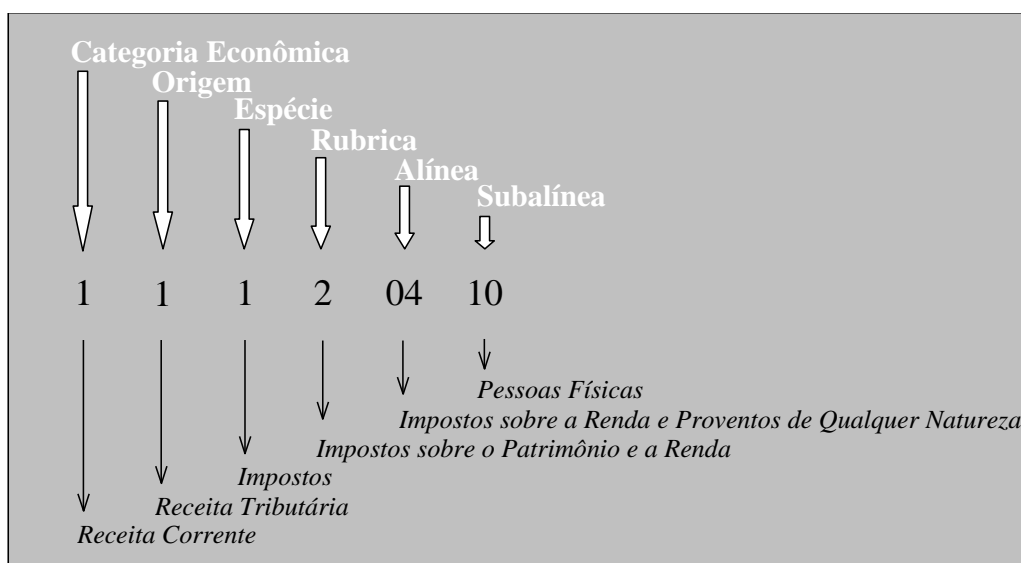 Categoria Econômica
Origem
Espécie
Rubrica
Alínea
Subalínea
1 1 1 2 04 10
Pessoas Físicas
Impostos sobre a Renda e Proventos de Qualquer Natureza
Impostos sobre o Patrimônio e a Renda
Impostos
Receita Tributária
Receita Corrente